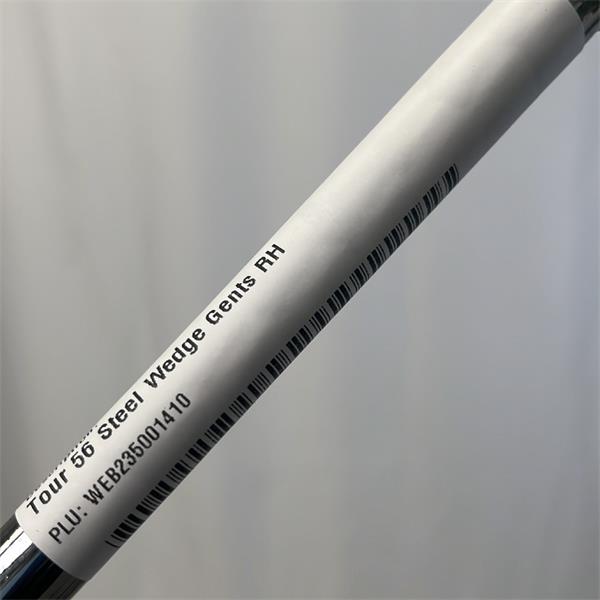 Tour 56 Steel Wedge Gents RH
PLU: WEB235001410